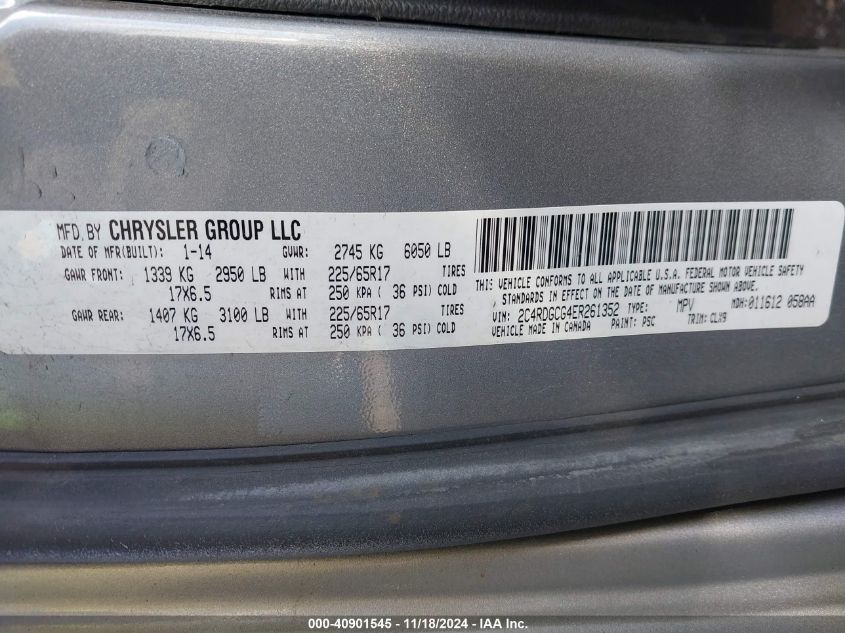 MFD. BY CHRYSLER GROUP LLC
DATE OF MFR(BUILT): 1-14 GVWR: 2745 KG 6050 LB
GAWR FRONT: 1339 KG 2950 LB WITH 225/65R17 TIRES
17X6.5 RIMS AT 250 KPA ( 36 PSI) COLD
GAWR REAR: 1407 KG 3100 LB WITH 225/65R17 TIRES
17X6.5 RIMS AT 250 KPA ( 36 PSI) COLD
THIS VEHICLE CONFORMS TO ALL APPLICABLE U.S.A. FEDERAL MOTOR VEHICLE SAFETY
STANDARDS IN EFFECT ON THE DATE OF MANUFACTURE SHOWN ABOVE.
VIN: 2C4RDGCG4ER261352 TYPE: MPV MDH:011612 058AA
VEHICLE MADE IN CANADA PAINT: PSC TRIM: CLX9
000-40901545 - 11/18/2024 - IAA Inc.